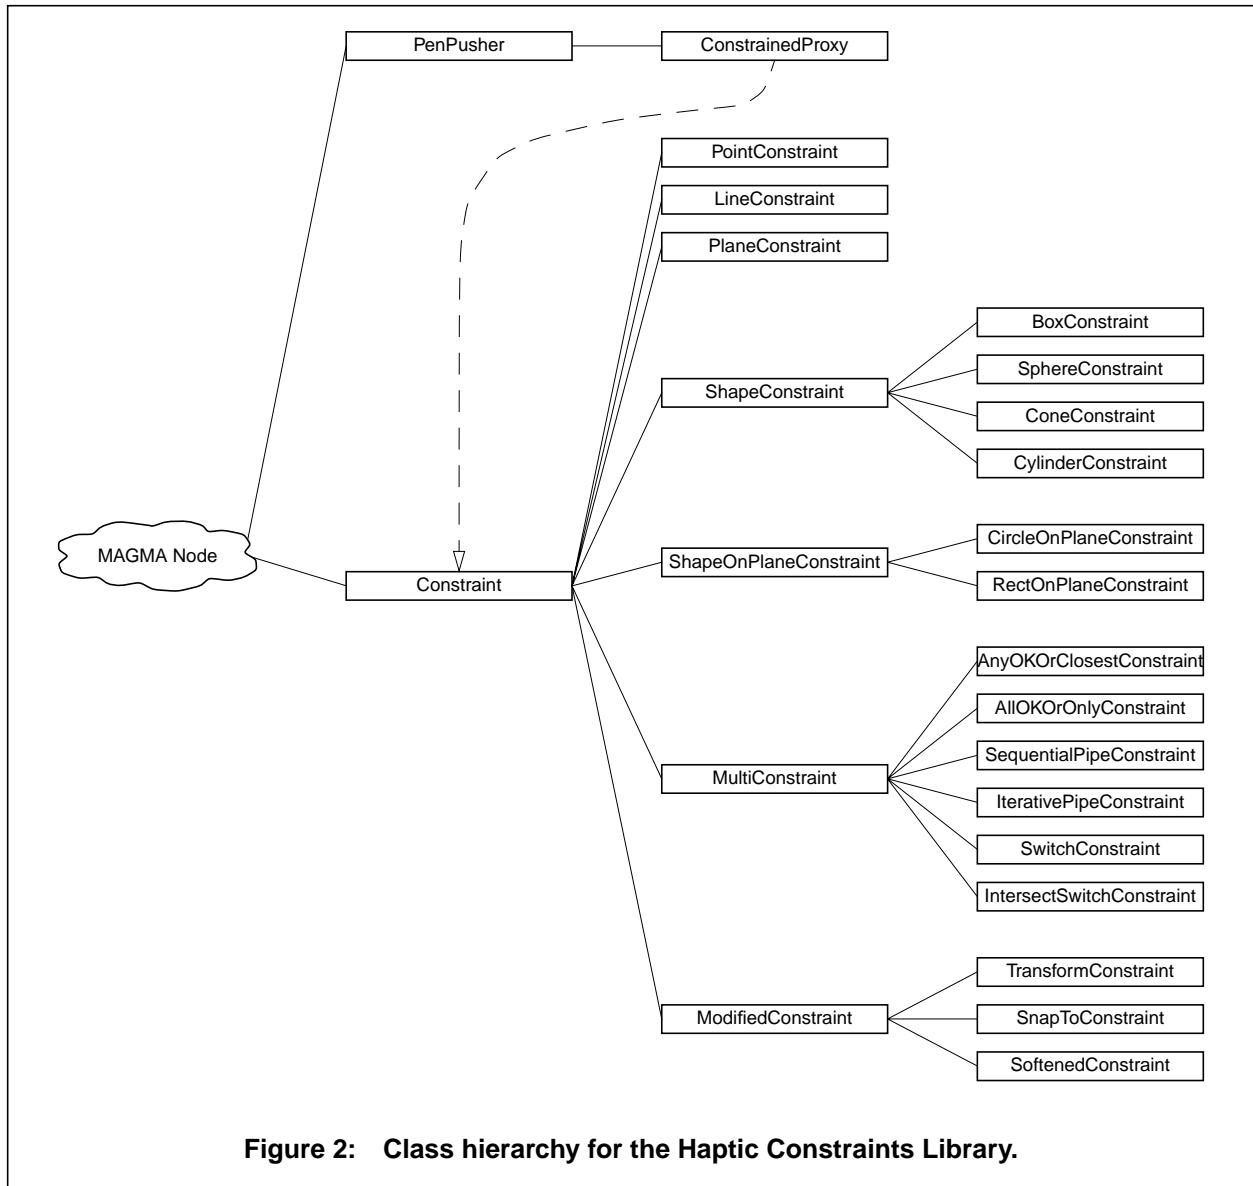 PenPusher
ConstrainedProxy
PointConstraint
LineConstraint
PlaneConstraint
BoxConstraint
SphereConstraint
ShapeConstraint
ConeConstraint
CylinderConstraint
MAGMA Node
CircleOnPlaneConstraint
ShapeOnPlaneConstraint
Constraint
RectOnPlaneConstraint
AnyOKOrClosestConstraint
AllOKOrOnlyConstraint
SequentialPipeConstraint
MultiConstraint
IterativePipeConstraint
SwitchConstraint
IntersectSwitchConstraint
TransformConstraint
ModifiedConstraint
SnapToConstraint
SoftenedConstraint
Figure 2: Class hierarchy for the Haptic Constraints Library.